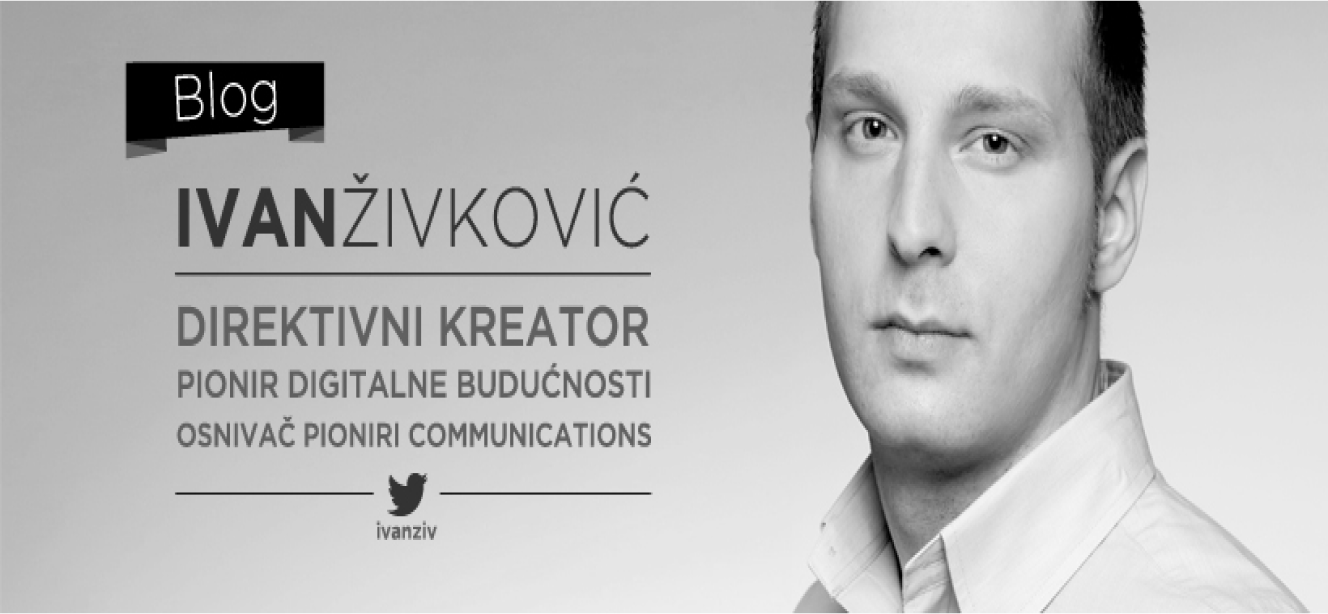 Blog
IVANŽIVKOVIĆ
DIREKTIVNI KREATOR
PIONIR DIGITALNE BUDUĆNOSTI
OSNIVAČ PIONIRI COMMUNICATIONS
ivanziv